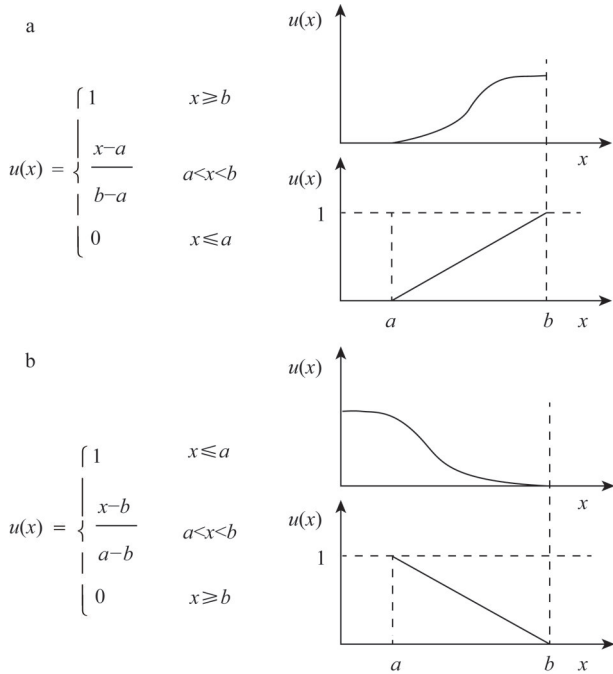 a
u(x) = { 1 x≥b
x−a / b−a a<x<b
0 x≤a
u(x)
x
u(x)
1
a b x
b
u(x) = { 1 x≤a
x−b / a−b a<x<b
0 x≥b
u(x)
x
u(x)
1
a b x